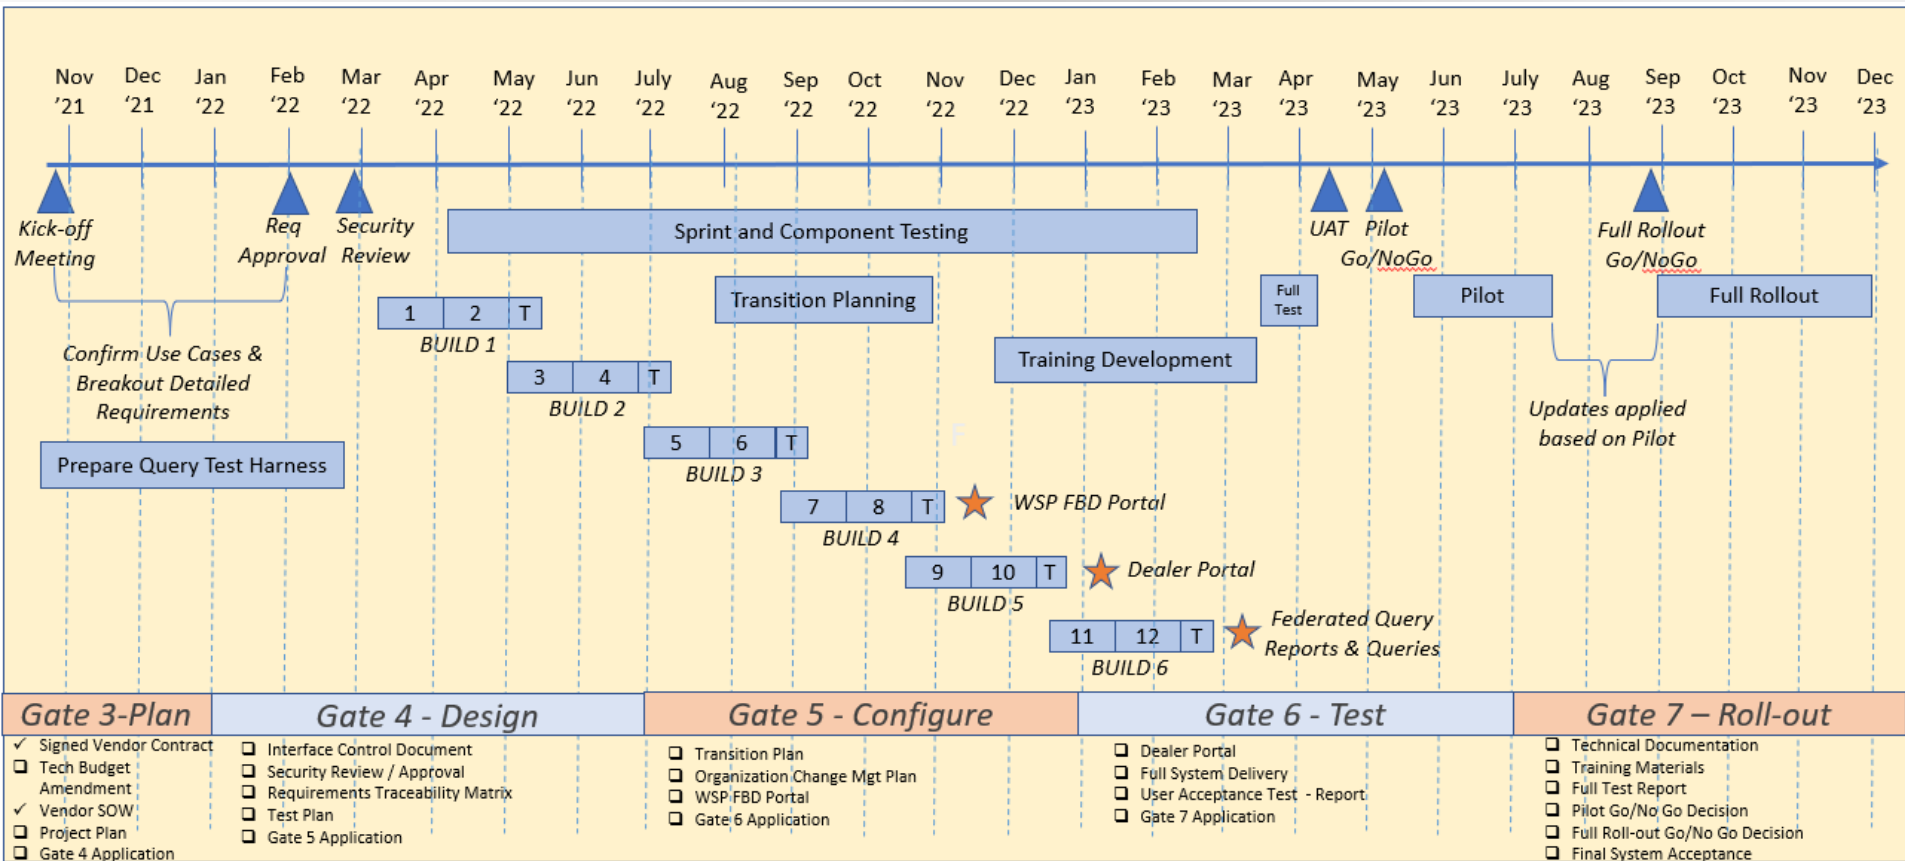 Nov Dec Jan Feb Mar Apr May Jun July Aug Sep Oct Nov Dec Jan Feb Mar Apr May Jun July Aug Sep Oct Nov Dec
‘21 ‘21 ‘22 ‘22 ‘22 ‘22 ‘22 ‘22 ‘22 ‘22 ‘22 ‘22 ‘22 ‘22 ‘23 ‘23 ‘23 ‘23 ‘23 ‘23 ‘23 ‘23 ‘23 ‘23 ‘23 ‘23
Kick-off
Meeting
Req
Approval
Security
Review
Sprint and Component Testing
UAT
Pilot
Go/NoGo
Full Rollout
Go/NoGo
Transition Planning
Full
Test
Pilot
Full Rollout
1 2 T
BUILD 1
Confirm Use Cases &
Breakout Detailed
Requirements
Training Development
3 4 T
BUILD 2
Updates applied
based on Pilot
5 6 T
BUILD 3
F
Prepare Query Test Harness
7 8 T
BUILD 4
WSP FBD Portal
9 10 T
BUILD 5
Dealer Portal
11 12 T
BUILD 6
Federated Query
Reports & Queries
Gate 3-Plan
✓ Signed Vendor Contract
❑ Tech Budget
Amendment
✓ Vendor SOW
❑ Project Plan
❑ Gate 4 Application
Gate 4 - Design
❑ Interface Control Document
❑ Security Review / Approval
❑ Requirements Traceability Matrix
❑ Test Plan
❑ Gate 5 Application
Gate 5 - Configure
❑ Transition Plan
❑ Organization Change Mgt Plan
❑ WSP FBD Portal
❑ Gate 6 Application
Gate 6 - Test
❑ Dealer Portal
❑ Full System Delivery
❑ User Acceptance Test - Report
❑ Gate 7 Application
Gate 7 – Roll-out
❑ Technical Documentation
❑ Training Materials
❑ Full Test Report
❑ Pilot Go/No Go Decision
❑ Full Roll-out Go/No Go Decision
❑ Final System Acceptance